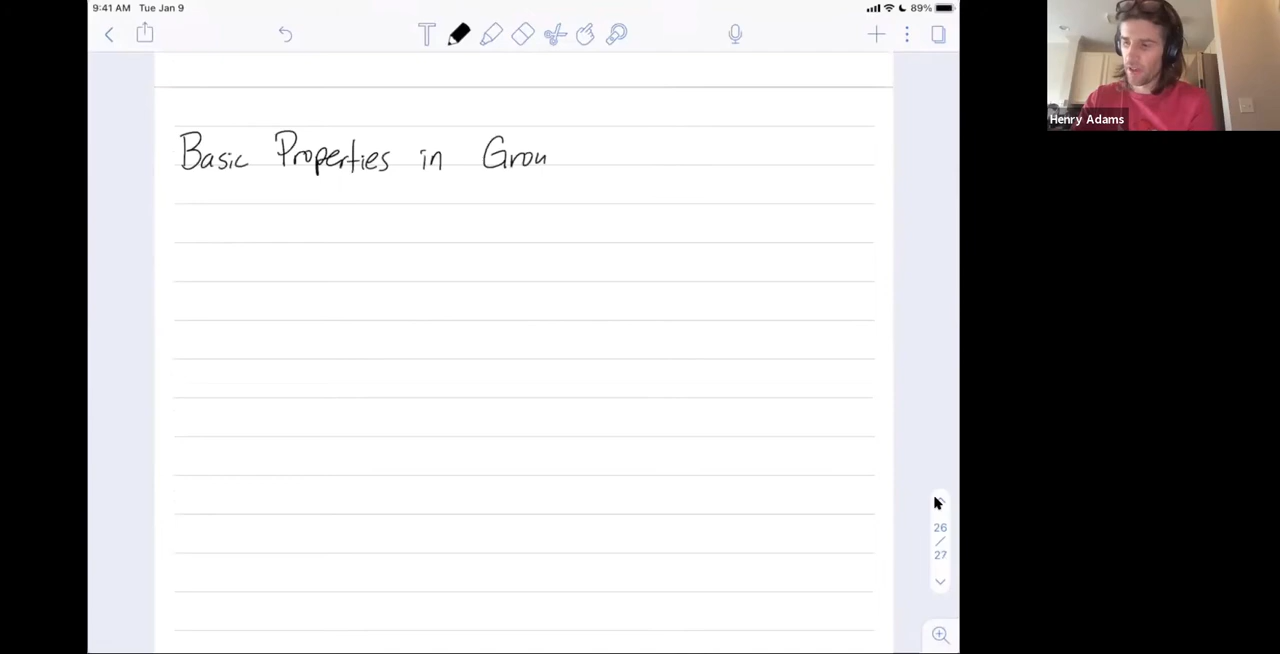 9:41 AM Tue Jan 9
89%
T
Henry Adams
Basic Properties in Grou
26
/
27